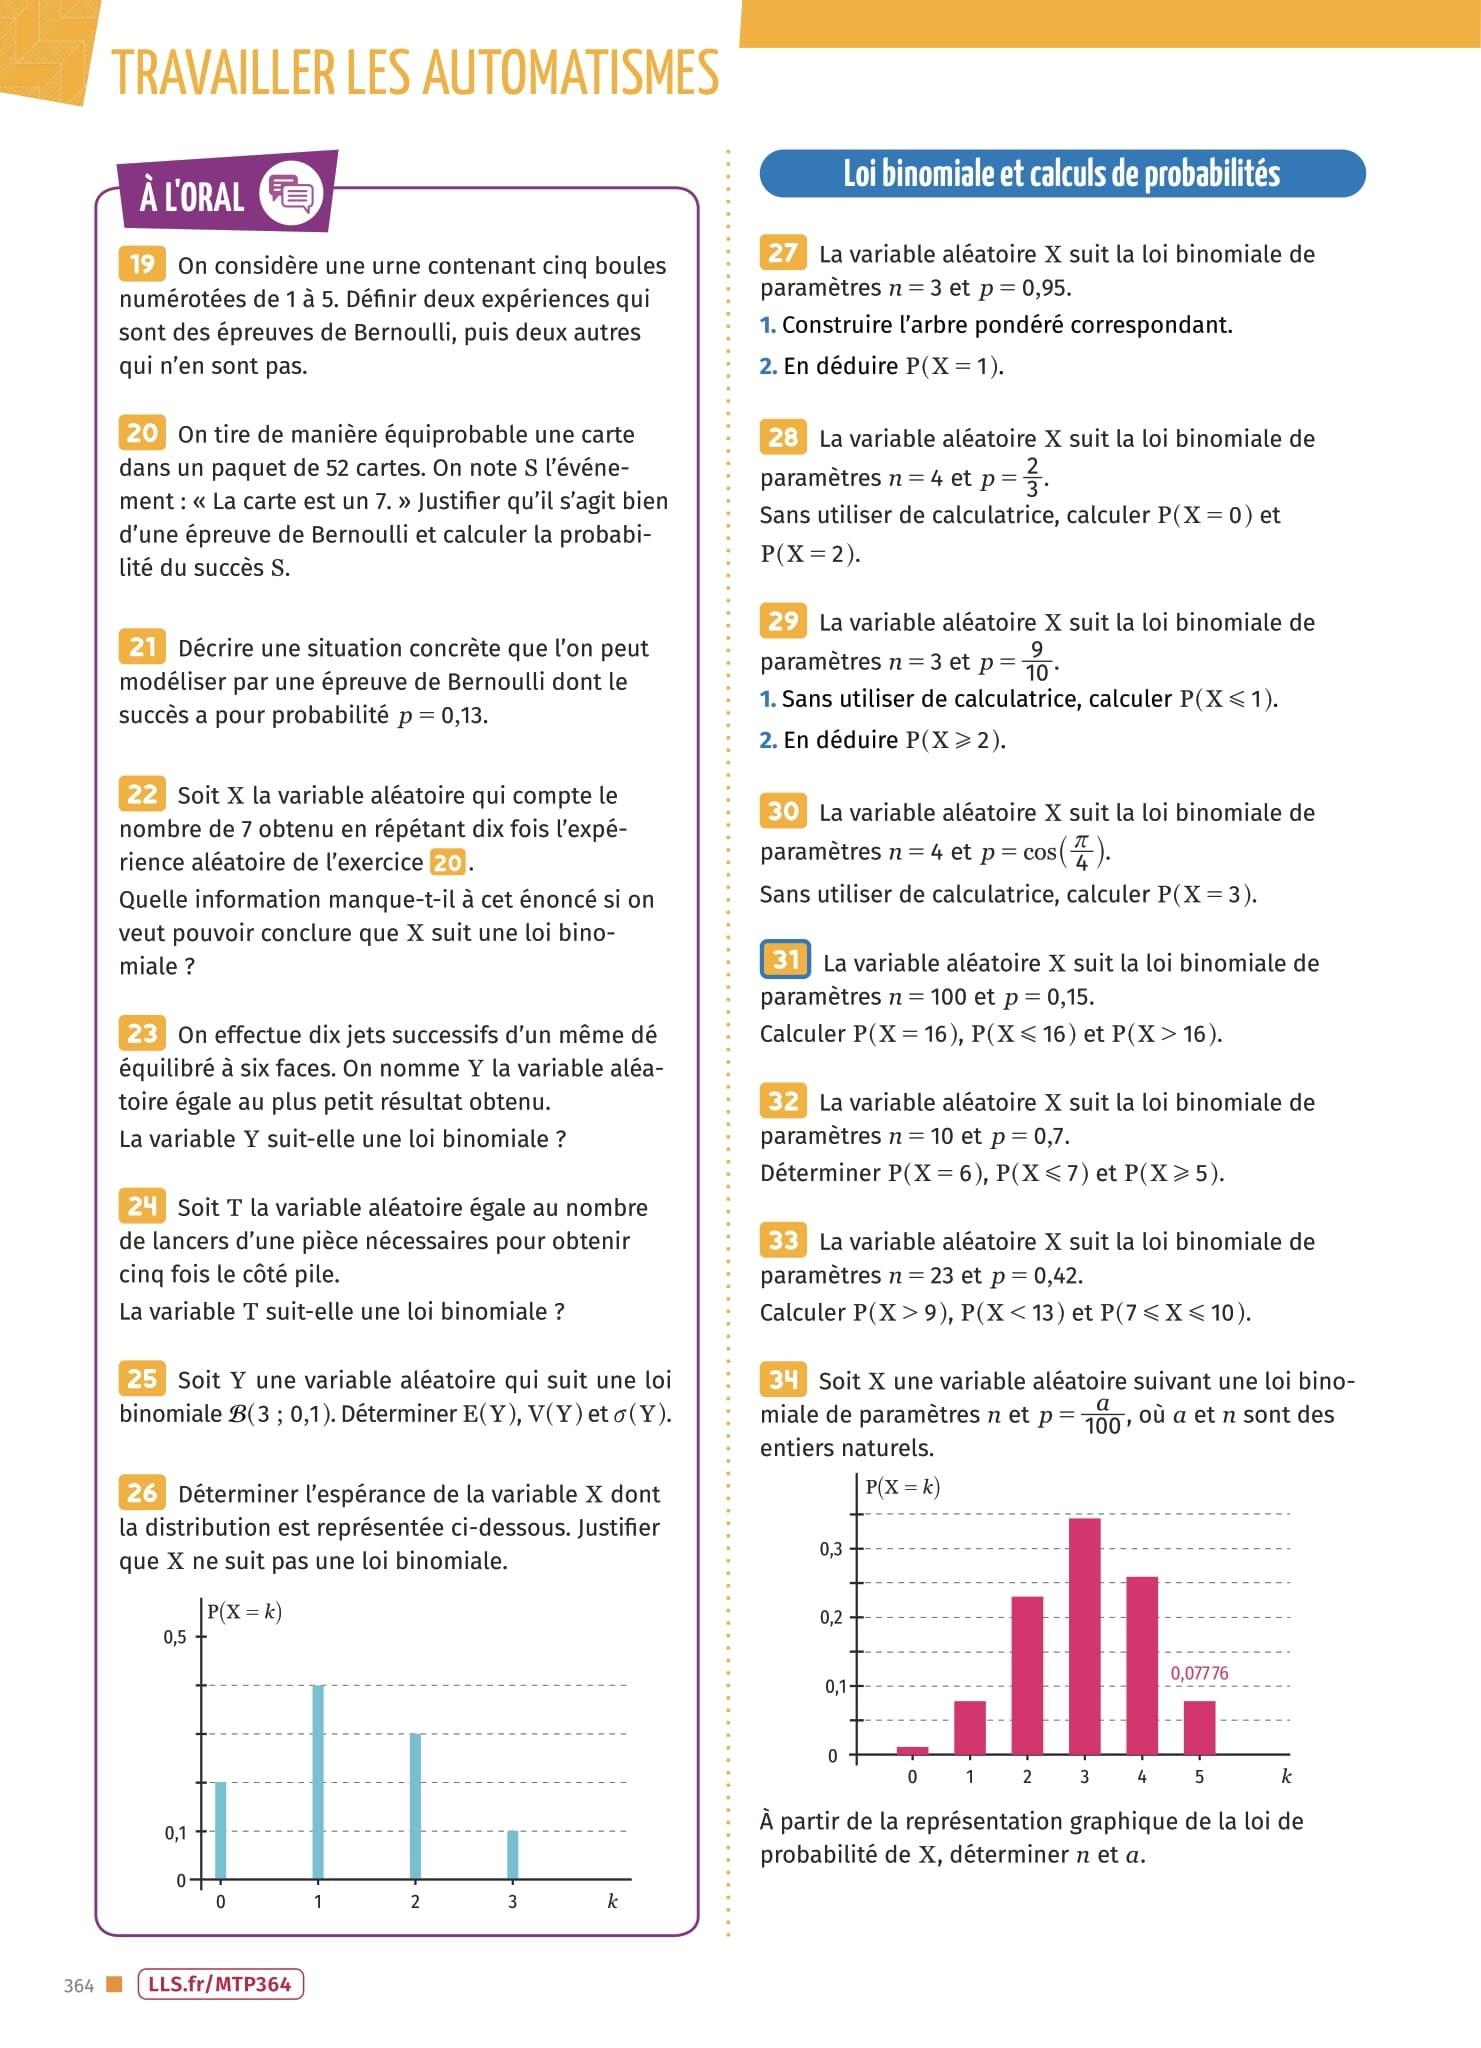 TRAVAILLER LES AUTOMATISMES
À L'ORAL
19 On considère une urne contenant cinq boules
numérotées de 1 à 5. Définir deux expériences qui
sont des épreuves de Bernoulli, puis deux autres
qui n'en sont pas.
20 On tire de manière équiprobable une carte
dans un paquet de 52 cartes. On note S l'événe-
ment : « La carte est un 7. » Justifier qu'il s'agit bien
d'une épreuve de Bernoulli et calculer la probabi-
lité du succès S.
21 Décrire une situation concrète que l'on peut
modéliser par une épreuve de Bernoulli dont le
succès a pour probabilité p = 0,13.
22 Soit X la variable aléatoire qui compte le
nombre de 7 obtenu en répétant dix fois l'expé-
rience aléatoire de l'exercice 20 .
Quelle information manque-t-il à cet énoncé si on
veut pouvoir conclure que X suit une loi bino-
miale ?
23 On effectue dix jets successifs d'un même dé
équilibré à six faces. On nomme Y la variable aléa-
toire égale au plus petit résultat obtenu.
La variable Y suit-elle une loi binomiale ?
24 Soit T la variable aléatoire égale au nombre
de lancers d'une pièce nécessaires pour obtenir
cinq fois le côté pile.
La variable T suit-elle une loi binomiale ?
25 Soit Y une variable aléatoire qui suit une loi
binomiale ℬ(3 ; 0,1). Déterminer E(Y), V(Y) et σ(Y).
26 Déterminer l'espérance de la variable X dont
la distribution est représentée ci-dessous. Justifier
que X ne suit pas une loi binomiale.
P(X = k)
0,5
0,1
0
0 1 2 3 k
Loi binomiale et calculs de probabilités
27 La variable aléatoire X suit la loi binomiale de
paramètres n = 3 et p = 0,95.
1. Construire l'arbre pondéré correspondant.
2. En déduire P(X = 1).
28 La variable aléatoire X suit la loi binomiale de
paramètres n = 4 et p = 2/3.
Sans utiliser de calculatrice, calculer P(X = 0) et
P(X = 2).
29 La variable aléatoire X suit la loi binomiale de
paramètres n = 3 et p = 9/10.
1. Sans utiliser de calculatrice, calculer P(X ⩽ 1).
2. En déduire P(X ⩾ 2).
30 La variable aléatoire X suit la loi binomiale de
paramètres n = 4 et p = cos(π/4).
Sans utiliser de calculatrice, calculer P(X = 3).
31 La variable aléatoire X suit la loi binomiale de
paramètres n = 100 et p = 0,15.
Calculer P(X = 16), P(X ⩽ 16) et P(X > 16).
32 La variable aléatoire X suit la loi binomiale de
paramètres n = 10 et p = 0,7.
Déterminer P(X = 6), P(X ⩽ 7) et P(X ⩾ 5).
33 La variable aléatoire X suit la loi binomiale de
paramètres n = 23 et p = 0,42.
Calculer P(X > 9), P(X < 13) et P(7 ⩽ X ⩽ 10).
34 Soit X une variable aléatoire suivant une loi bino-
miale de paramètres n et p = a/100, où a et n sont des
entiers naturels.
P(X = k)
0,3
0,2
0,07776
0,1
0
0 1 2 3 4 5 k
À partir de la représentation graphique de la loi de
probabilité de X, déterminer n et a.
364 LLS.fr/MTP364